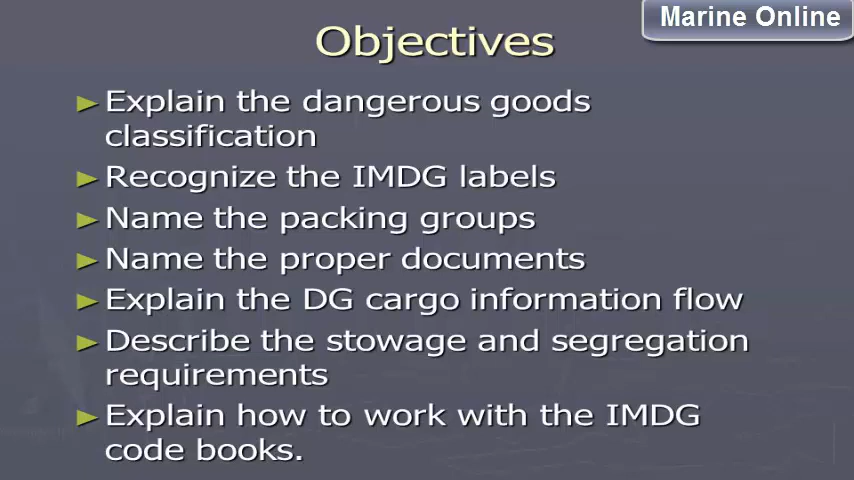 Marine Online
Objectives
Explain the dangerous goods
classification
Recognize the IMDG labels
Name the packing groups
Name the proper documents
Explain the DG cargo information flow
Describe the stowage and segregation
requirements
Explain how to work with the IMDG
code books.